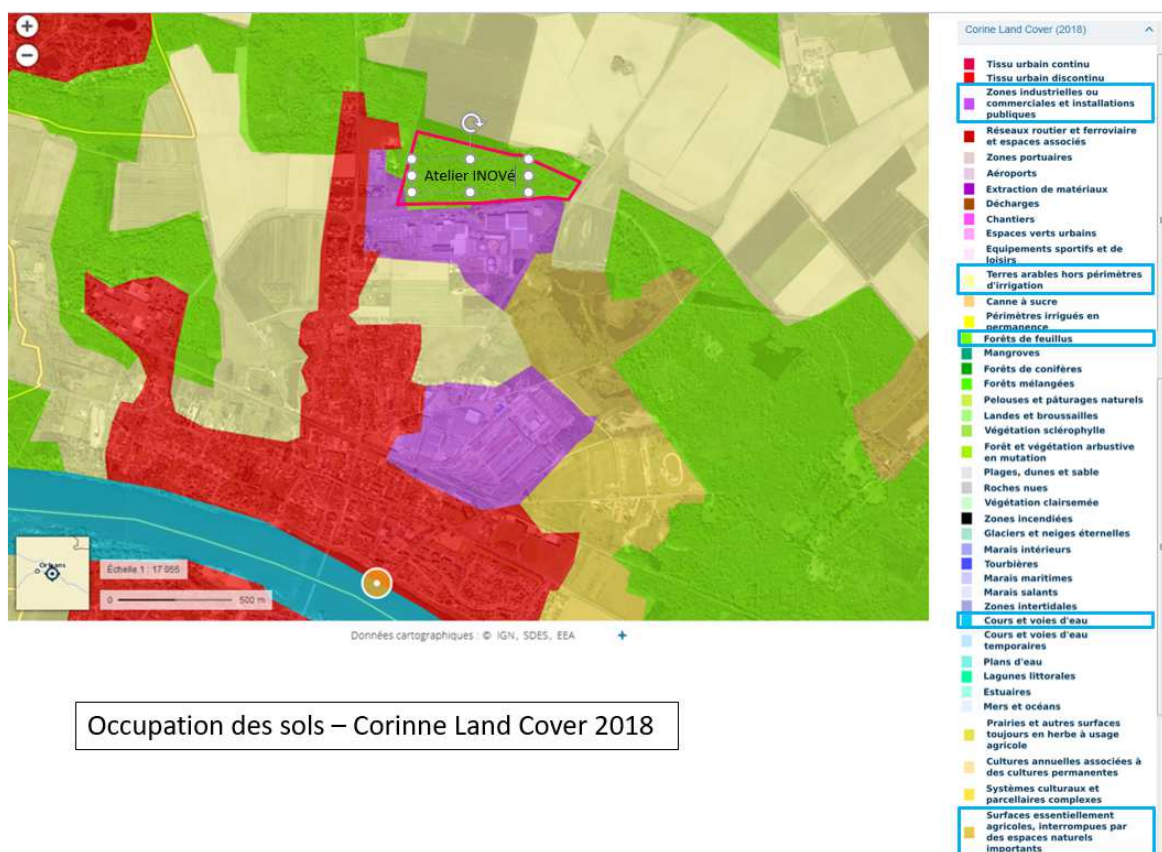 Corine Land Cover (2018)
Tissu urbain continu
Tissu urbain discontinu
Zones industrielles ou
commerciales et installations
publiques
Réseaux routier et ferroviaire
et espaces associés
Zones portuaires
Aéroports
Extraction de matériaux
Décharges
Chantiers
Espaces verts urbains
Equipements sportifs et de
loisirs
Terres arables hors périmètres
d'irrigation
Canne à sucre
Périmètres irrigués en
permanence
Forêts de feuillus
Mangroves
Forêts de conifères
Forêts mélangées
Pelouses et pâturages naturels
Landes et broussailles
Végétation sclérophylle
Forêt et végétation arbustive
en mutation
Plages, dunes et sable
Roches nues
Végétation clairsemée
Zones incendiées
Glaciers et neiges éternelles
Marais intérieurs
Tourbières
Marais maritimes
Marais salants
Zones intertidales
Cours et voies d'eau
Cours et voies d'eau
temporaires
Plans d'eau
Lagunes littorales
Estuaires
Mers et océans
Prairies et autres surfaces
toujours en herbe à usage
agricole
Cultures annuelles associées à
des cultures permanentes
Systèmes culturaux et
parcellaires complexes
Surfaces essentiellement
agricoles, interrompues par
des espaces naturels
importants
Atelier INOVé
Orléans
Échelle 1 : 17 055
0 500 m
Données cartographiques : © IGN, SDES, EEA
Occupation des sols – Corinne Land Cover 2018